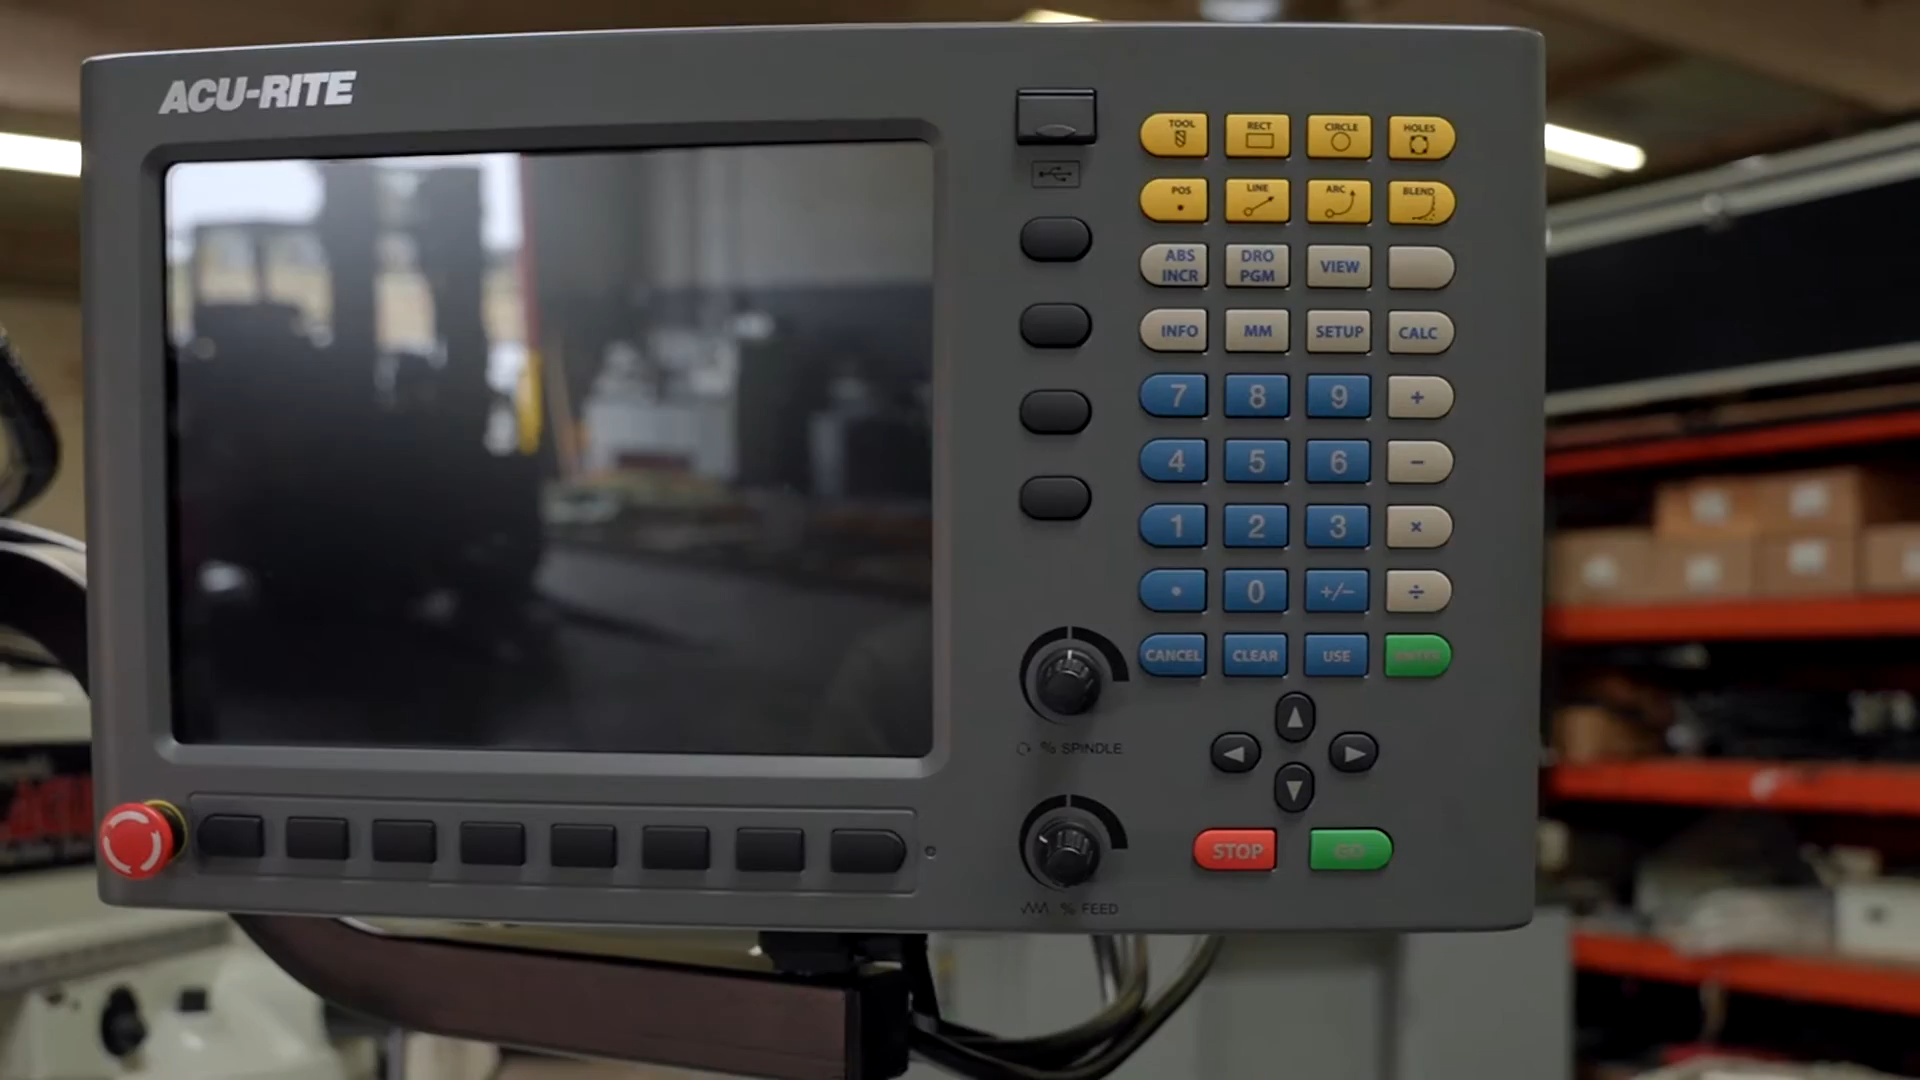 ACU-RITE
TOOL RECT CIRCLE HOLES
POS LINE ARC BLEND
ABS INCR DRO PGM VIEW
INFO MM SETUP CALC
7 8 9 +
4 5 6 -
1 2 3 ×
• 0 +/- ÷
CANCEL CLEAR USE ENTER
% SPINDLE
STOP GO
% FEED